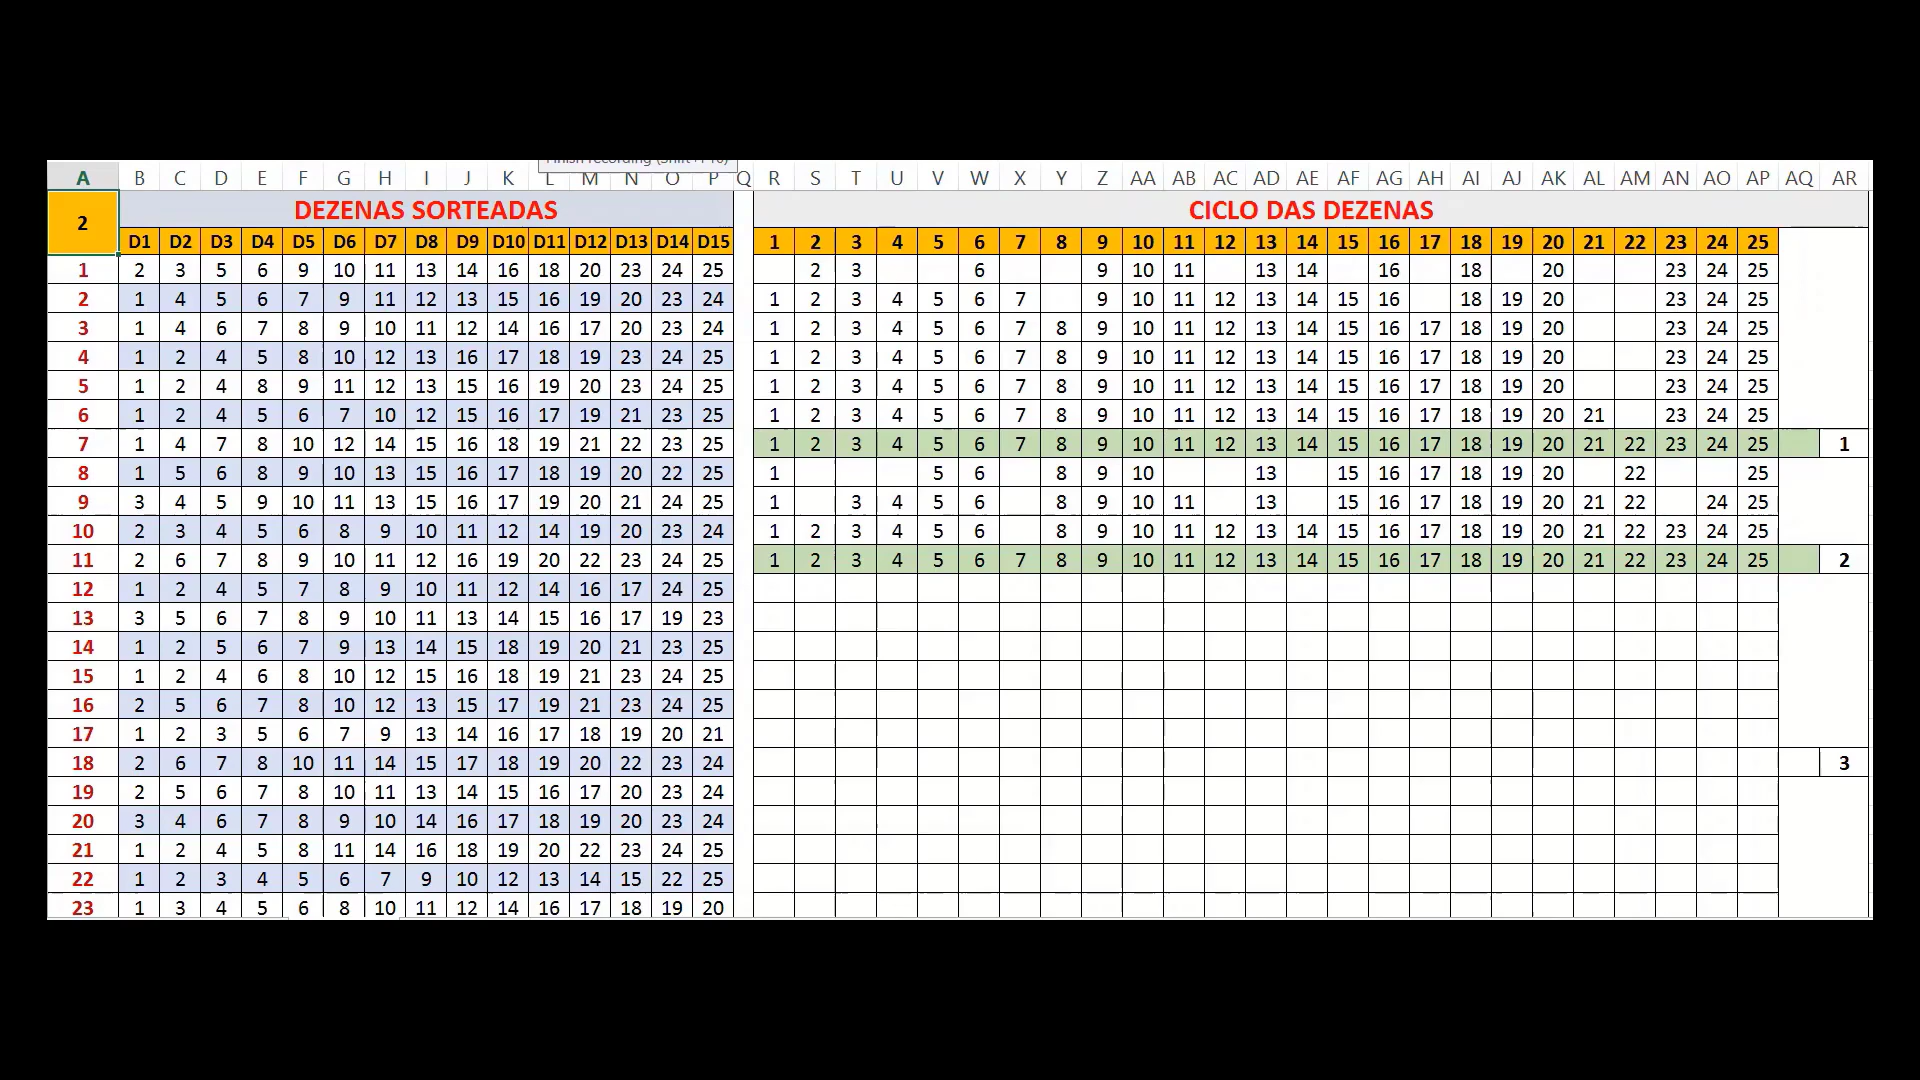 Finish recording (Shift+F10)
A B C D E F G H I J K L M N O P Q R S T U V W X Y Z AA AB AC AD AE AF AG AH AI AJ AK AL AM AN AO AP AQ AR
2 DEZENAS SORTEADAS CICLO DAS DEZENAS
D1 D2 D3 D4 D5 D6 D7 D8 D9 D10 D11 D12 D13 D14 D15 1 2 3 4 5 6 7 8 9 10 11 12 13 14 15 16 17 18 19 20 21 22 23 24 25
1 2 3 5 6 9 10 11 13 14 16 18 20 23 24 25 2 3 6 9 10 11 13 14 16 18 20 23 24 25
2 1 4 5 6 7 9 11 12 13 15 16 19 20 23 24 1 2 3 4 5 6 7 9 10 11 12 13 14 15 16 18 19 20 23 24 25
3 1 4 6 7 8 9 10 11 12 14 16 17 20 23 24 1 2 3 4 5 6 7 8 9 10 11 12 13 14 15 16 17 18 19 20 23 24 25
4 1 2 4 5 8 10 12 13 16 17 18 19 23 24 25 1 2 3 4 5 6 7 8 9 10 11 12 13 14 15 16 17 18 19 20 23 24 25
5 1 2 4 8 9 11 12 13 15 16 19 20 23 24 25 1 2 3 4 5 6 7 8 9 10 11 12 13 14 15 16 17 18 19 20 23 24 25
6 1 2 4 5 6 7 10 12 15 16 17 19 21 23 25 1 2 3 4 5 6 7 8 9 10 11 12 13 14 15 16 17 18 19 20 21 23 24 25
7 1 4 7 8 10 12 14 15 16 18 19 21 22 23 25 1 2 3 4 5 6 7 8 9 10 11 12 13 14 15 16 17 18 19 20 21 22 23 24 25 1
8 1 5 6 8 9 10 13 15 16 17 18 19 20 22 25 1 5 6 8 9 10 13 15 16 17 18 19 20 22 25
9 3 4 5 9 10 11 13 15 16 17 19 20 21 24 25 1 3 4 5 6 8 9 10 11 13 15 16 17 18 19 20 21 22 24 25
10 2 3 4 5 6 8 9 10 11 12 14 19 20 23 24 1 2 3 4 5 6 8 9 10 11 12 13 14 15 16 17 18 19 20 21 22 23 24 25
11 2 6 7 8 9 10 11 12 16 19 20 22 23 24 25 1 2 3 4 5 6 7 8 9 10 11 12 13 14 15 16 17 18 19 20 21 22 23 24 25 2
12 1 2 4 5 7 8 9 10 11 12 14 16 17 24 25
13 3 5 6 7 8 9 10 11 13 14 15 16 17 19 23
14 1 2 5 6 7 9 13 14 15 18 19 20 21 23 25
15 1 2 4 6 8 10 12 15 16 18 19 21 23 24 25
16 2 5 6 7 8 10 12 13 15 17 19 21 23 24 25
17 1 2 3 5 6 7 9 13 14 16 17 18 19 20 21
18 2 6 7 8 10 11 14 15 17 18 19 20 22 23 24 3
19 2 5 6 7 8 10 11 13 14 15 16 17 20 23 24
20 3 4 6 7 8 9 10 14 16 17 18 19 20 23 24
21 1 2 4 5 8 11 14 16 18 19 20 22 23 24 25
22 1 2 3 4 5 6 7 9 10 12 13 14 15 22 25
23 1 3 4 5 6 8 10 11 12 14 16 17 18 19 20